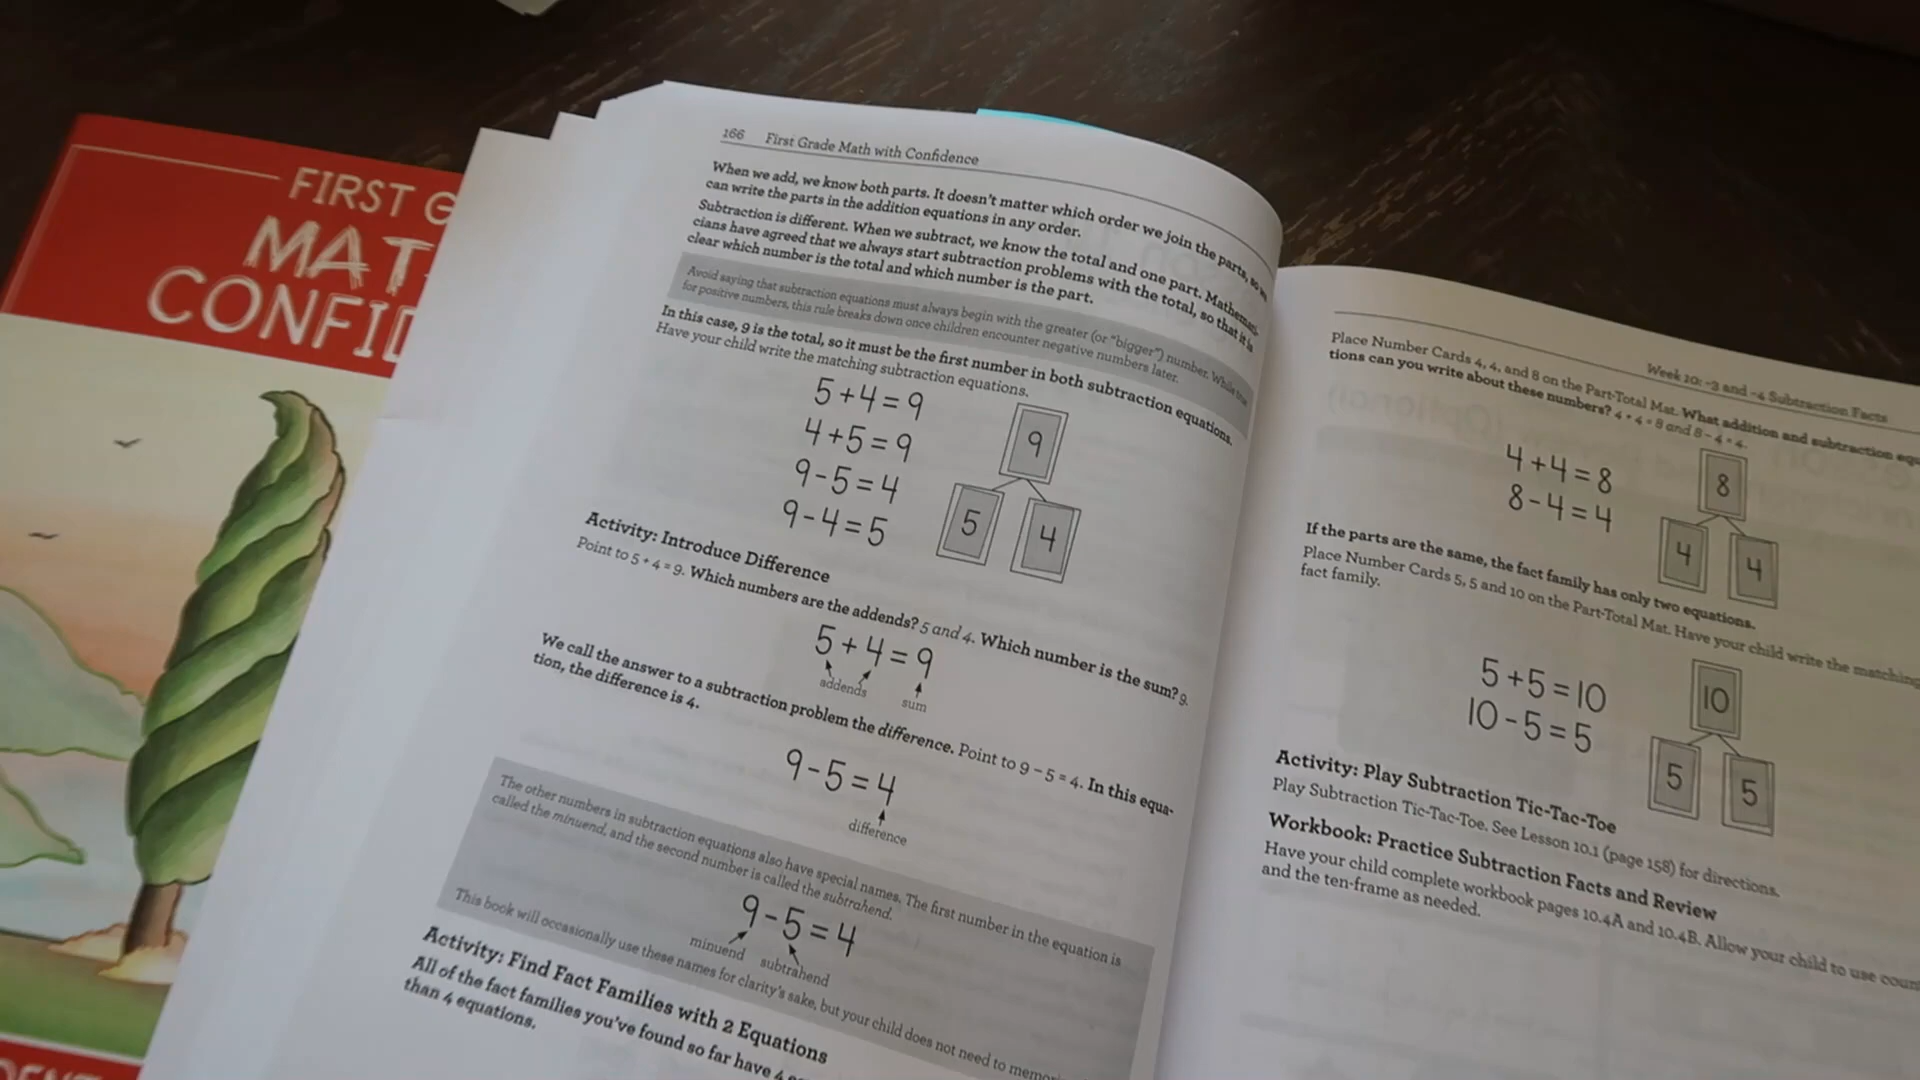 FIRST G
MAT
CONFID
166 First Grade Math with Confidence
When we add, we know both parts. It doesn't matter which order we join the parts, so we
can write the parts in the addition equations in any order.
Subtraction is different. When we subtract, we know the total and one part. Mathemati-
cians have agreed that we always start subtraction problems with the total, so that it is
clear which number is the total and which number is the part.
Avoid saying that subtraction equations must always begin with the greater (or "bigger") number. While true
for positive numbers, this rule breaks down once children encounter negative numbers later.
In this case, 9 is the total, so it must be the first number in both subtraction equations.
Have your child write the matching subtraction equations.
5+4=9
4+5=9
9-5=4
9-4=5
9
5 4
Activity: Introduce Difference
Point to 5 + 4 = 9. Which numbers are the addends? 5 and 4. Which number is the sum? 9.
5+4=9
addends
sum
We call the answer to a subtraction problem the difference. Point to 9 – 5 = 4. In this equa-
tion, the difference is 4.
9-5=4
difference
The other numbers in subtraction equations also have special names. The first number in the equation is
called the minuend, and the second number is called the subtrahend.
9-5=4
minuend subtrahend
This book will occasionally use these names for clarity's sake, but your child does not need to memor
Activity: Find Fact Families with 2 Equations
All of the fact families you've found so far have 4
than 4 equations.
Week 10: -3 and -4 Subtraction Facts
Place Number Cards 4, 4, and 8 on the Part-Total Mat. What addition and subtraction equa
tions can you write about these numbers? 4 + 4 = 8 and 8 – 4 = 4.
4+4=8
8-4=4
8
4 4
If the parts are the same, the fact family has only two equations.
Place Number Cards 5, 5 and 10 on the Part-Total Mat. Have your child write the matching
fact family.
5+5=10
10-5=5
10
5 5
Activity: Play Subtraction Tic-Tac-Toe
Play Subtraction Tic-Tac-Toe. See Lesson 10.1 (page 158) for directions.
Workbook: Practice Subtraction Facts and Review
Have your child complete workbook pages 10.4A and 10.4B. Allow your child to use coun
and the ten-frame as needed.